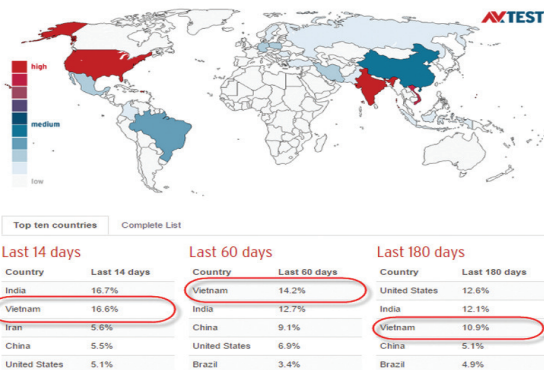 AVTEST
high
medium
low
Top ten countries Complete List
Last 14 days Last 60 days Last 180 days
Country Last 14 days Country Last 60 days Country Last 180 days
India 16.7% Vietnam 14.2% United States 12.6%
Vietnam 16.6% India 12.7% India 12.1%
Iran 5.6% China 9.1% Vietnam 10.9%
China 5.5% United States 6.9% China 5.1%
United States 5.1% Brazil 3.4% Brazil 4.9%